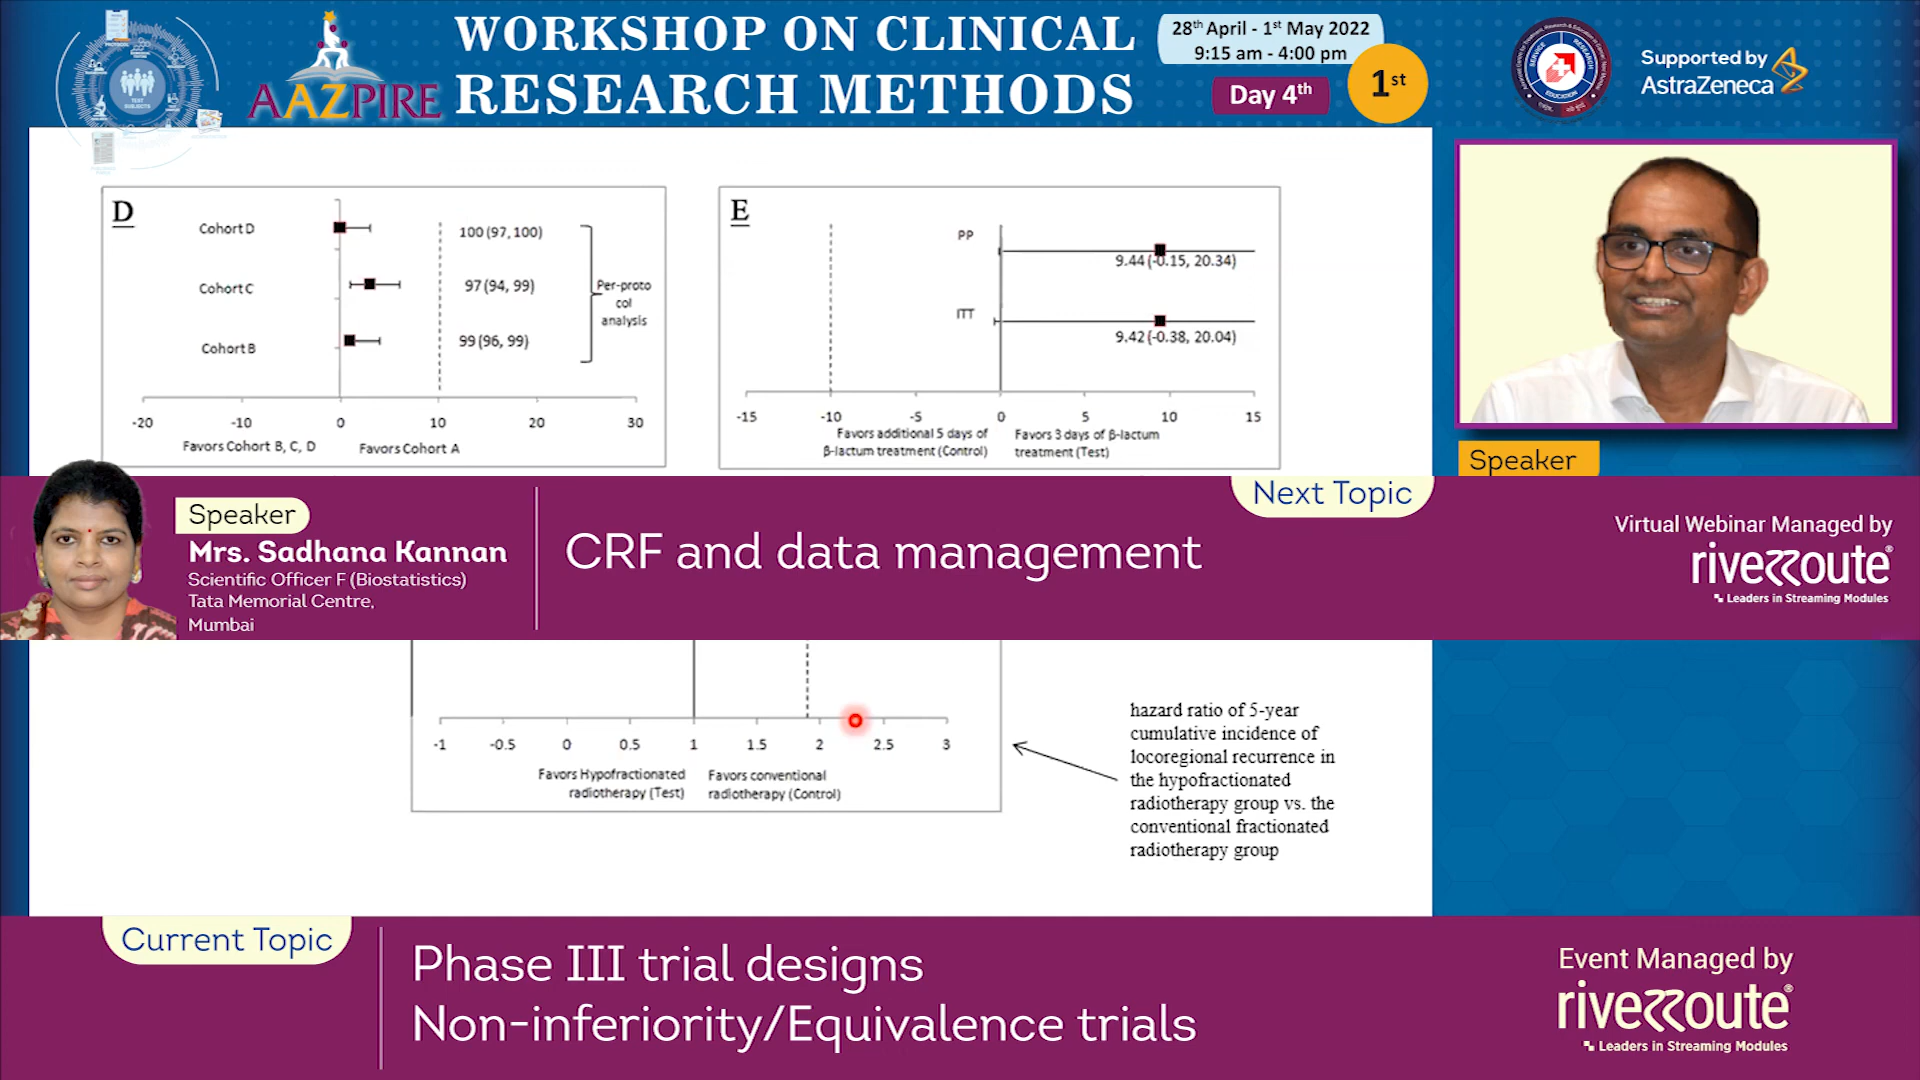 WORKSHOP ON CLINICAL
RESEARCH METHODS
AAZPIRE
28th April - 1st May 2022
9:15 am - 4:00 pm
Day 4th
1st
TEST
SUBJECTS
SERVICE
RESEARCH
EDUCATION
Supported by
AstraZeneca
D
Cohort D
100 (97, 100)
Cohort C
97 (94, 99)
Per-proto
col
analysis
Cohort B
99 (96, 99)
-20 -10 0 10 20 30
Favors Cohort B, C, D Favors Cohort A
E
PP
9.44 (-0.15, 20.34)
ITT
9.42 (-0.38, 20.04)
-15 -10 -5 0 5 10 15
Favors additional 5 days of
β-lactum treatment (Control)
Favors 3 days of β-lactum
treatment (Test)
Speaker
Speaker
Mrs. Sadhana Kannan
Scientific Officer F (Biostatistics)
Tata Memorial Centre,
Mumbai
Next Topic
CRF and data management
Virtual Webinar Managed by
riveRRoute®
Leaders in Streaming Modules
-1 -0.5 0 0.5 1 1.5 2 2.5 3
Favors Hypofractionated
radiotherapy (Test)
Favors conventional
radiotherapy (Control)
hazard ratio of 5-year
cumulative incidence of
locoregional recurrence in
the hypofractionated
radiotherapy group vs. the
conventional fractionated
radiotherapy group
Current Topic
Phase III trial designs
Non-inferiority/Equivalence trials
Event Managed by
riveRRoute®
Leaders in Streaming Modules